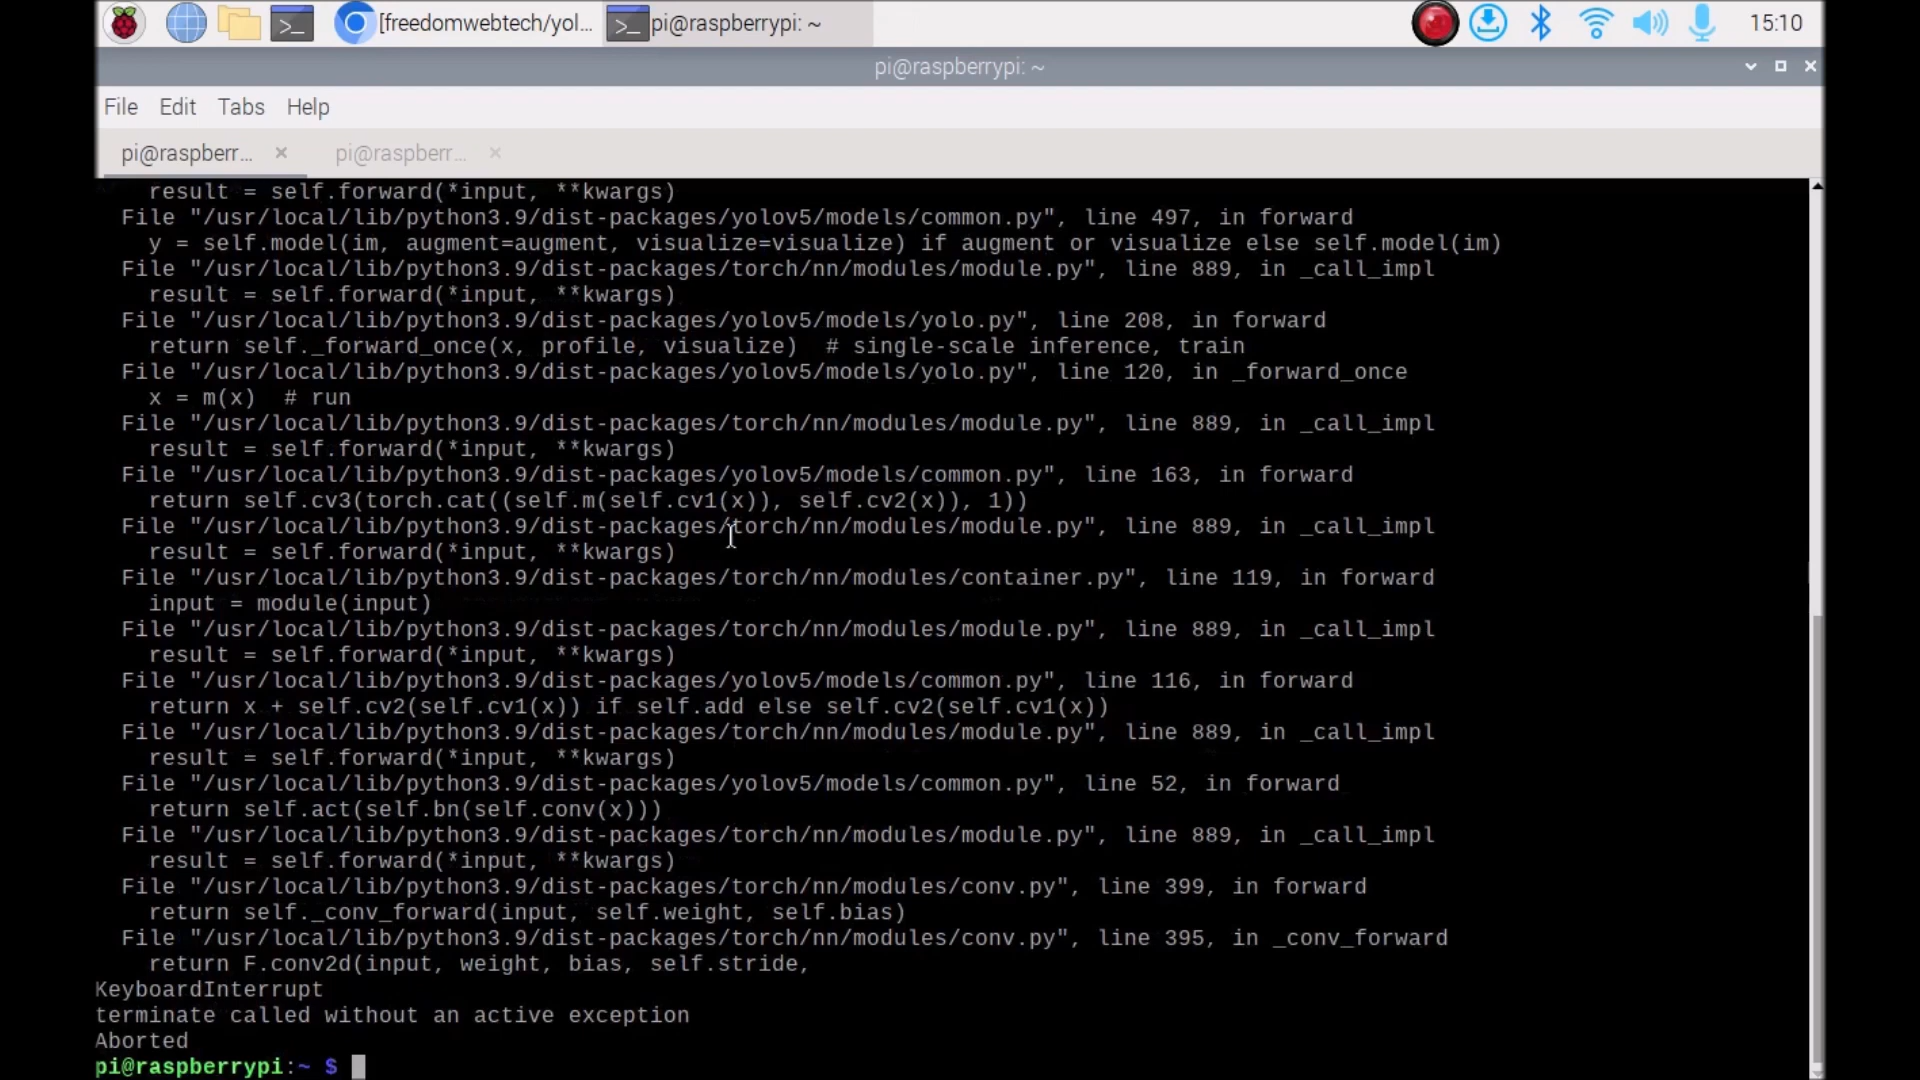 [freedomwebtech/yol...
pi@raspberrypi: ~
15:10
pi@raspberrypi: ~
File Edit Tabs Help
pi@raspberr... × pi@raspberr... ×
result = self.forward(*input, **kwargs)
File "/usr/local/lib/python3.9/dist-packages/yolov5/models/common.py", line 497, in forward
y = self.model(im, augment=augment, visualize=visualize) if augment or visualize else self.model(im)
File "/usr/local/lib/python3.9/dist-packages/torch/nn/modules/module.py", line 889, in _call_impl
result = self.forward(*input, **kwargs)
File "/usr/local/lib/python3.9/dist-packages/yolov5/models/yolo.py", line 208, in forward
return self._forward_once(x, profile, visualize)  # single-scale inference, train
File "/usr/local/lib/python3.9/dist-packages/yolov5/models/yolo.py", line 120, in _forward_once
x = m(x)  # run
File "/usr/local/lib/python3.9/dist-packages/torch/nn/modules/module.py", line 889, in _call_impl
result = self.forward(*input, **kwargs)
File "/usr/local/lib/python3.9/dist-packages/yolov5/models/common.py", line 163, in forward
return self.cv3(torch.cat((self.m(self.cv1(x)), self.cv2(x)), 1))
File "/usr/local/lib/python3.9/dist-packages/torch/nn/modules/module.py", line 889, in _call_impl
result = self.forward(*input, **kwargs)
File "/usr/local/lib/python3.9/dist-packages/torch/nn/modules/container.py", line 119, in forward
input = module(input)
File "/usr/local/lib/python3.9/dist-packages/torch/nn/modules/module.py", line 889, in _call_impl
result = self.forward(*input, **kwargs)
File "/usr/local/lib/python3.9/dist-packages/yolov5/models/common.py", line 116, in forward
return x + self.cv2(self.cv1(x)) if self.add else self.cv2(self.cv1(x))
File "/usr/local/lib/python3.9/dist-packages/torch/nn/modules/module.py", line 889, in _call_impl
result = self.forward(*input, **kwargs)
File "/usr/local/lib/python3.9/dist-packages/yolov5/models/common.py", line 52, in forward
return self.act(self.bn(self.conv(x)))
File "/usr/local/lib/python3.9/dist-packages/torch/nn/modules/module.py", line 889, in _call_impl
result = self.forward(*input, **kwargs)
File "/usr/local/lib/python3.9/dist-packages/torch/nn/modules/conv.py", line 399, in forward
return self._conv_forward(input, self.weight, self.bias)
File "/usr/local/lib/python3.9/dist-packages/torch/nn/modules/conv.py", line 395, in _conv_forward
return F.conv2d(input, weight, bias, self.stride,
KeyboardInterrupt
terminate called without an active exception
Aborted
pi@raspberrypi:~ $